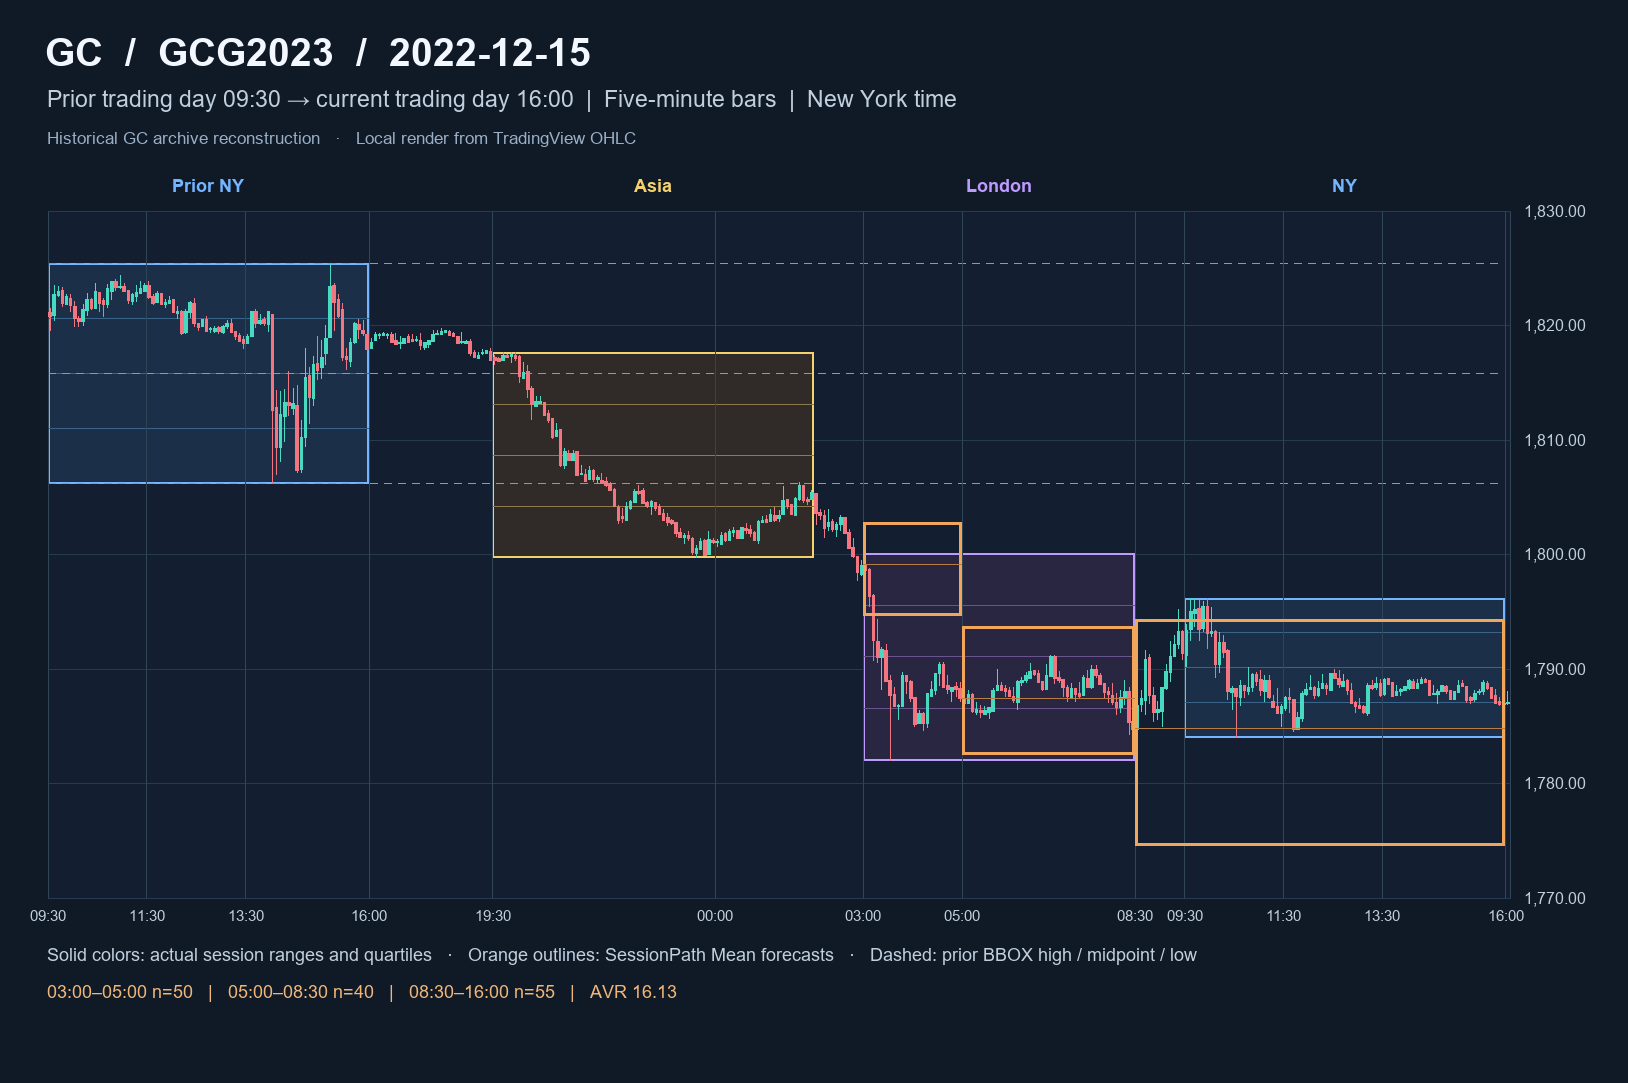 GC / GCG2023 / 2022-12-15
Prior trading day 09:30 → current trading day 16:00 | Five-minute bars | New York time
Historical GC archive reconstruction · Local render from TradingView OHLC
Prior NY Asia London NY
1,830.00
1,820.00
1,810.00
1,800.00
1,790.00
1,780.00
1,770.00
09:30 11:30 13:30 16:00 19:30 00:00 03:00 05:00 08:30 09:30 11:30 13:30 16:00
Solid colors: actual session ranges and quartiles · Orange outlines: SessionPath Mean forecasts · Dashed: prior BBOX high / midpoint / low
03:00–05:00 n=50 | 05:00–08:30 n=40 | 08:30–16:00 n=55 | AVR 16.13